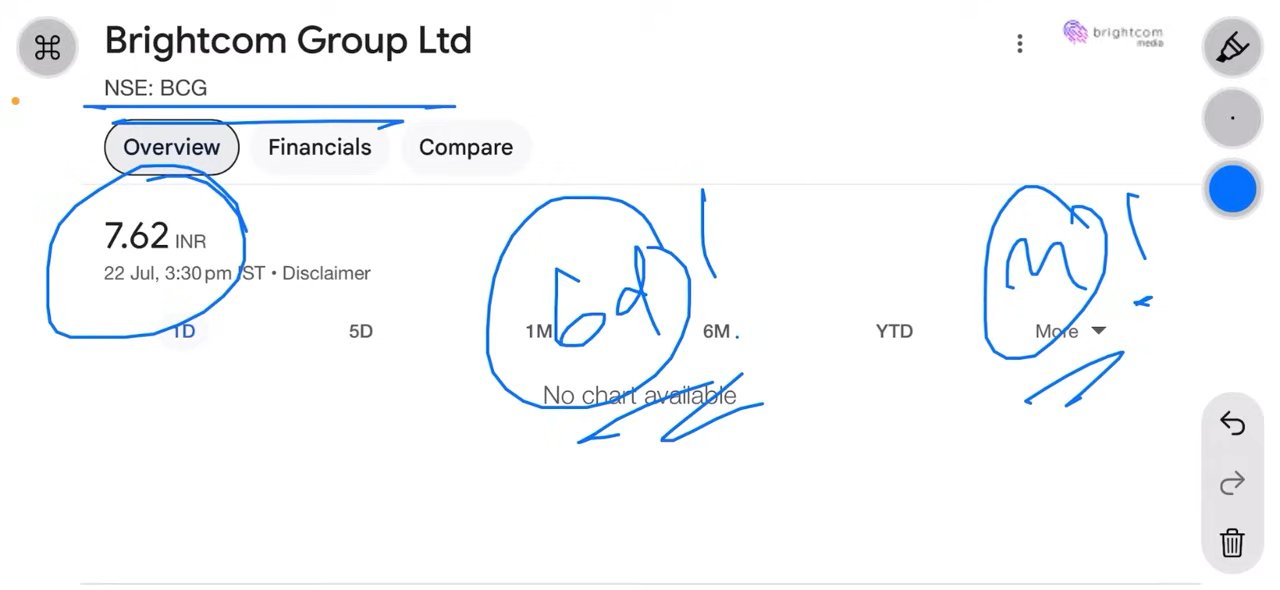 Brightcom Group Ltd
brightcom
media
NSE: BCG
Overview Financials Compare
7.62 INR
22 Jul, 3:30 pm IST • Disclaimer
6d !
m !
1D 5D 1M 6M YTD More
No chart available